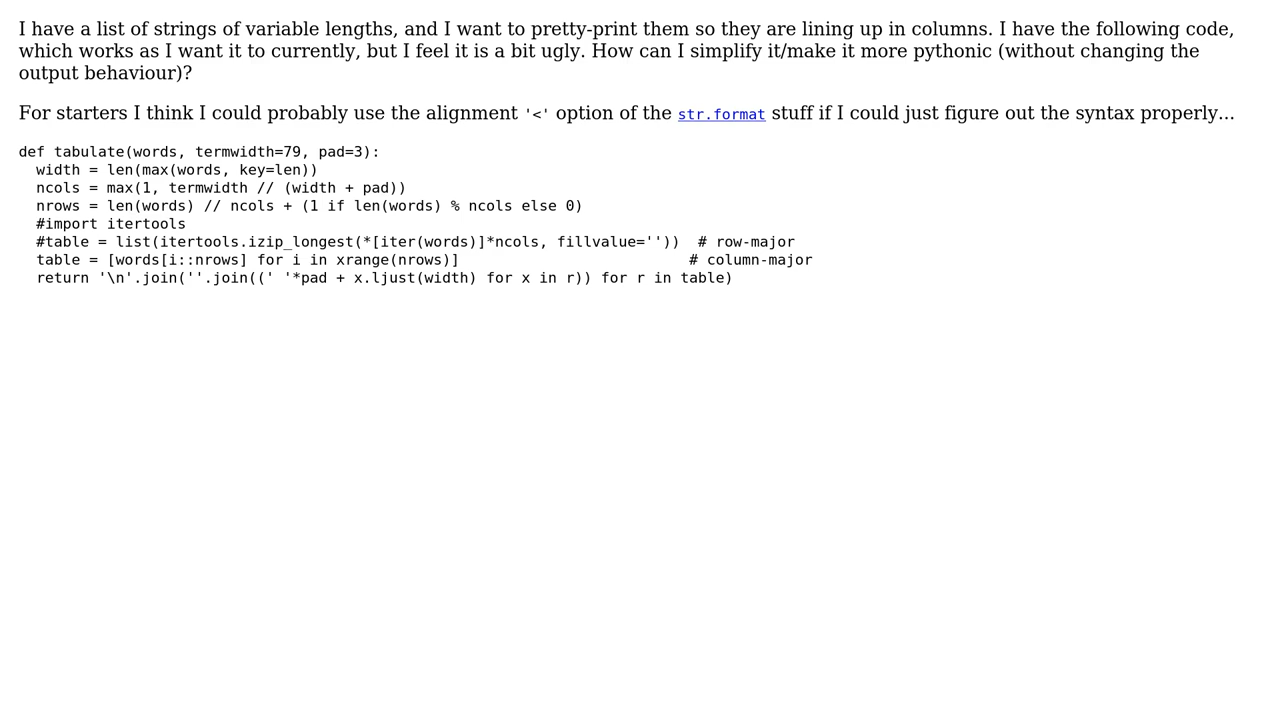 I have a list of strings of variable lengths, and I want to pretty-print them so they are lining up in columns. I have the following code,
which works as I want it to currently, but I feel it is a bit ugly. How can I simplify it/make it more pythonic (without changing the
output behaviour)?
For starters I think I could probably use the alignment '<' option of the str.format stuff if I could just figure out the syntax properly…
def tabulate(words, termwidth=79, pad=3):
  width = len(max(words, key=len))
  ncols = max(1, termwidth // (width + pad))
  nrows = len(words) // ncols + (1 if len(words) % ncols else 0)
  #import itertools
  #table = list(itertools.izip_longest(*[iter(words)]*ncols, fillvalue=''))  # row-major
  table = [words[i::nrows] for i in xrange(nrows)]                          # column-major
  return '\n'.join(''.join((' '*pad + x.ljust(width) for x in r)) for r in table)